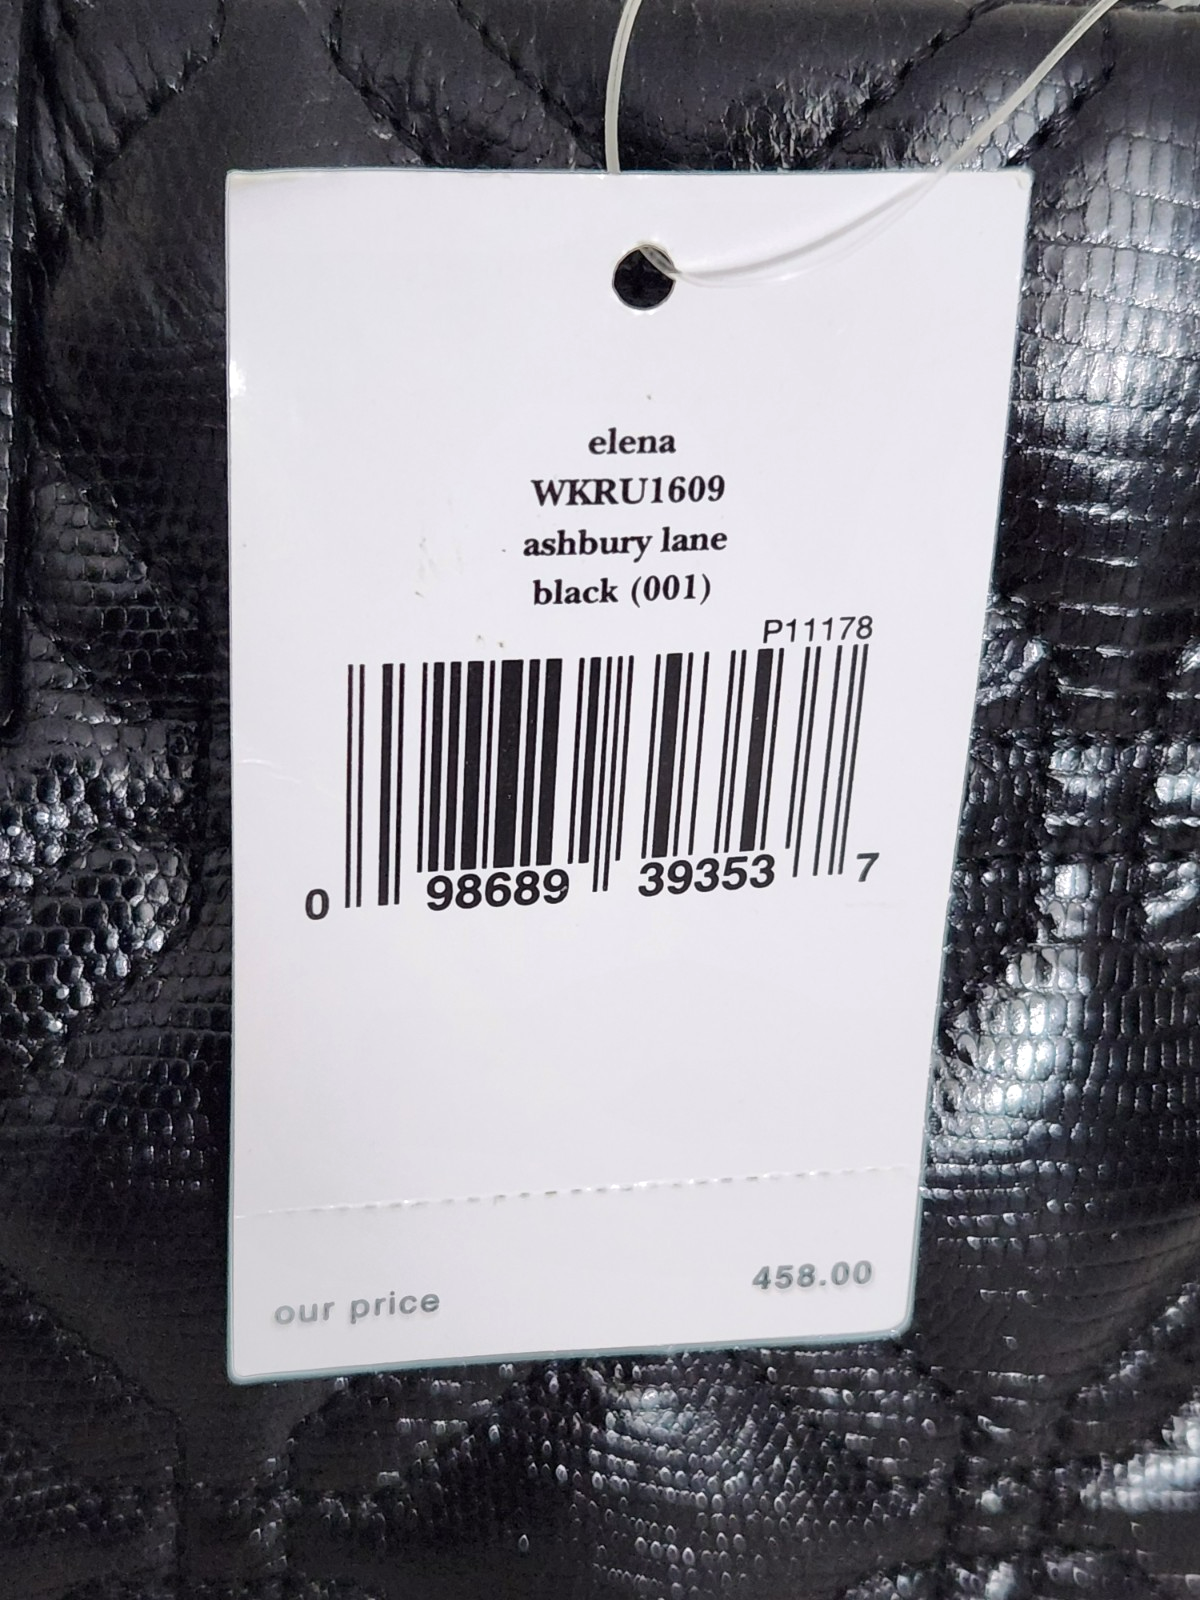 elena
WKRU1609
ashbury lane
black (001)
P11178
0 98689 39353 7
our price 458.00